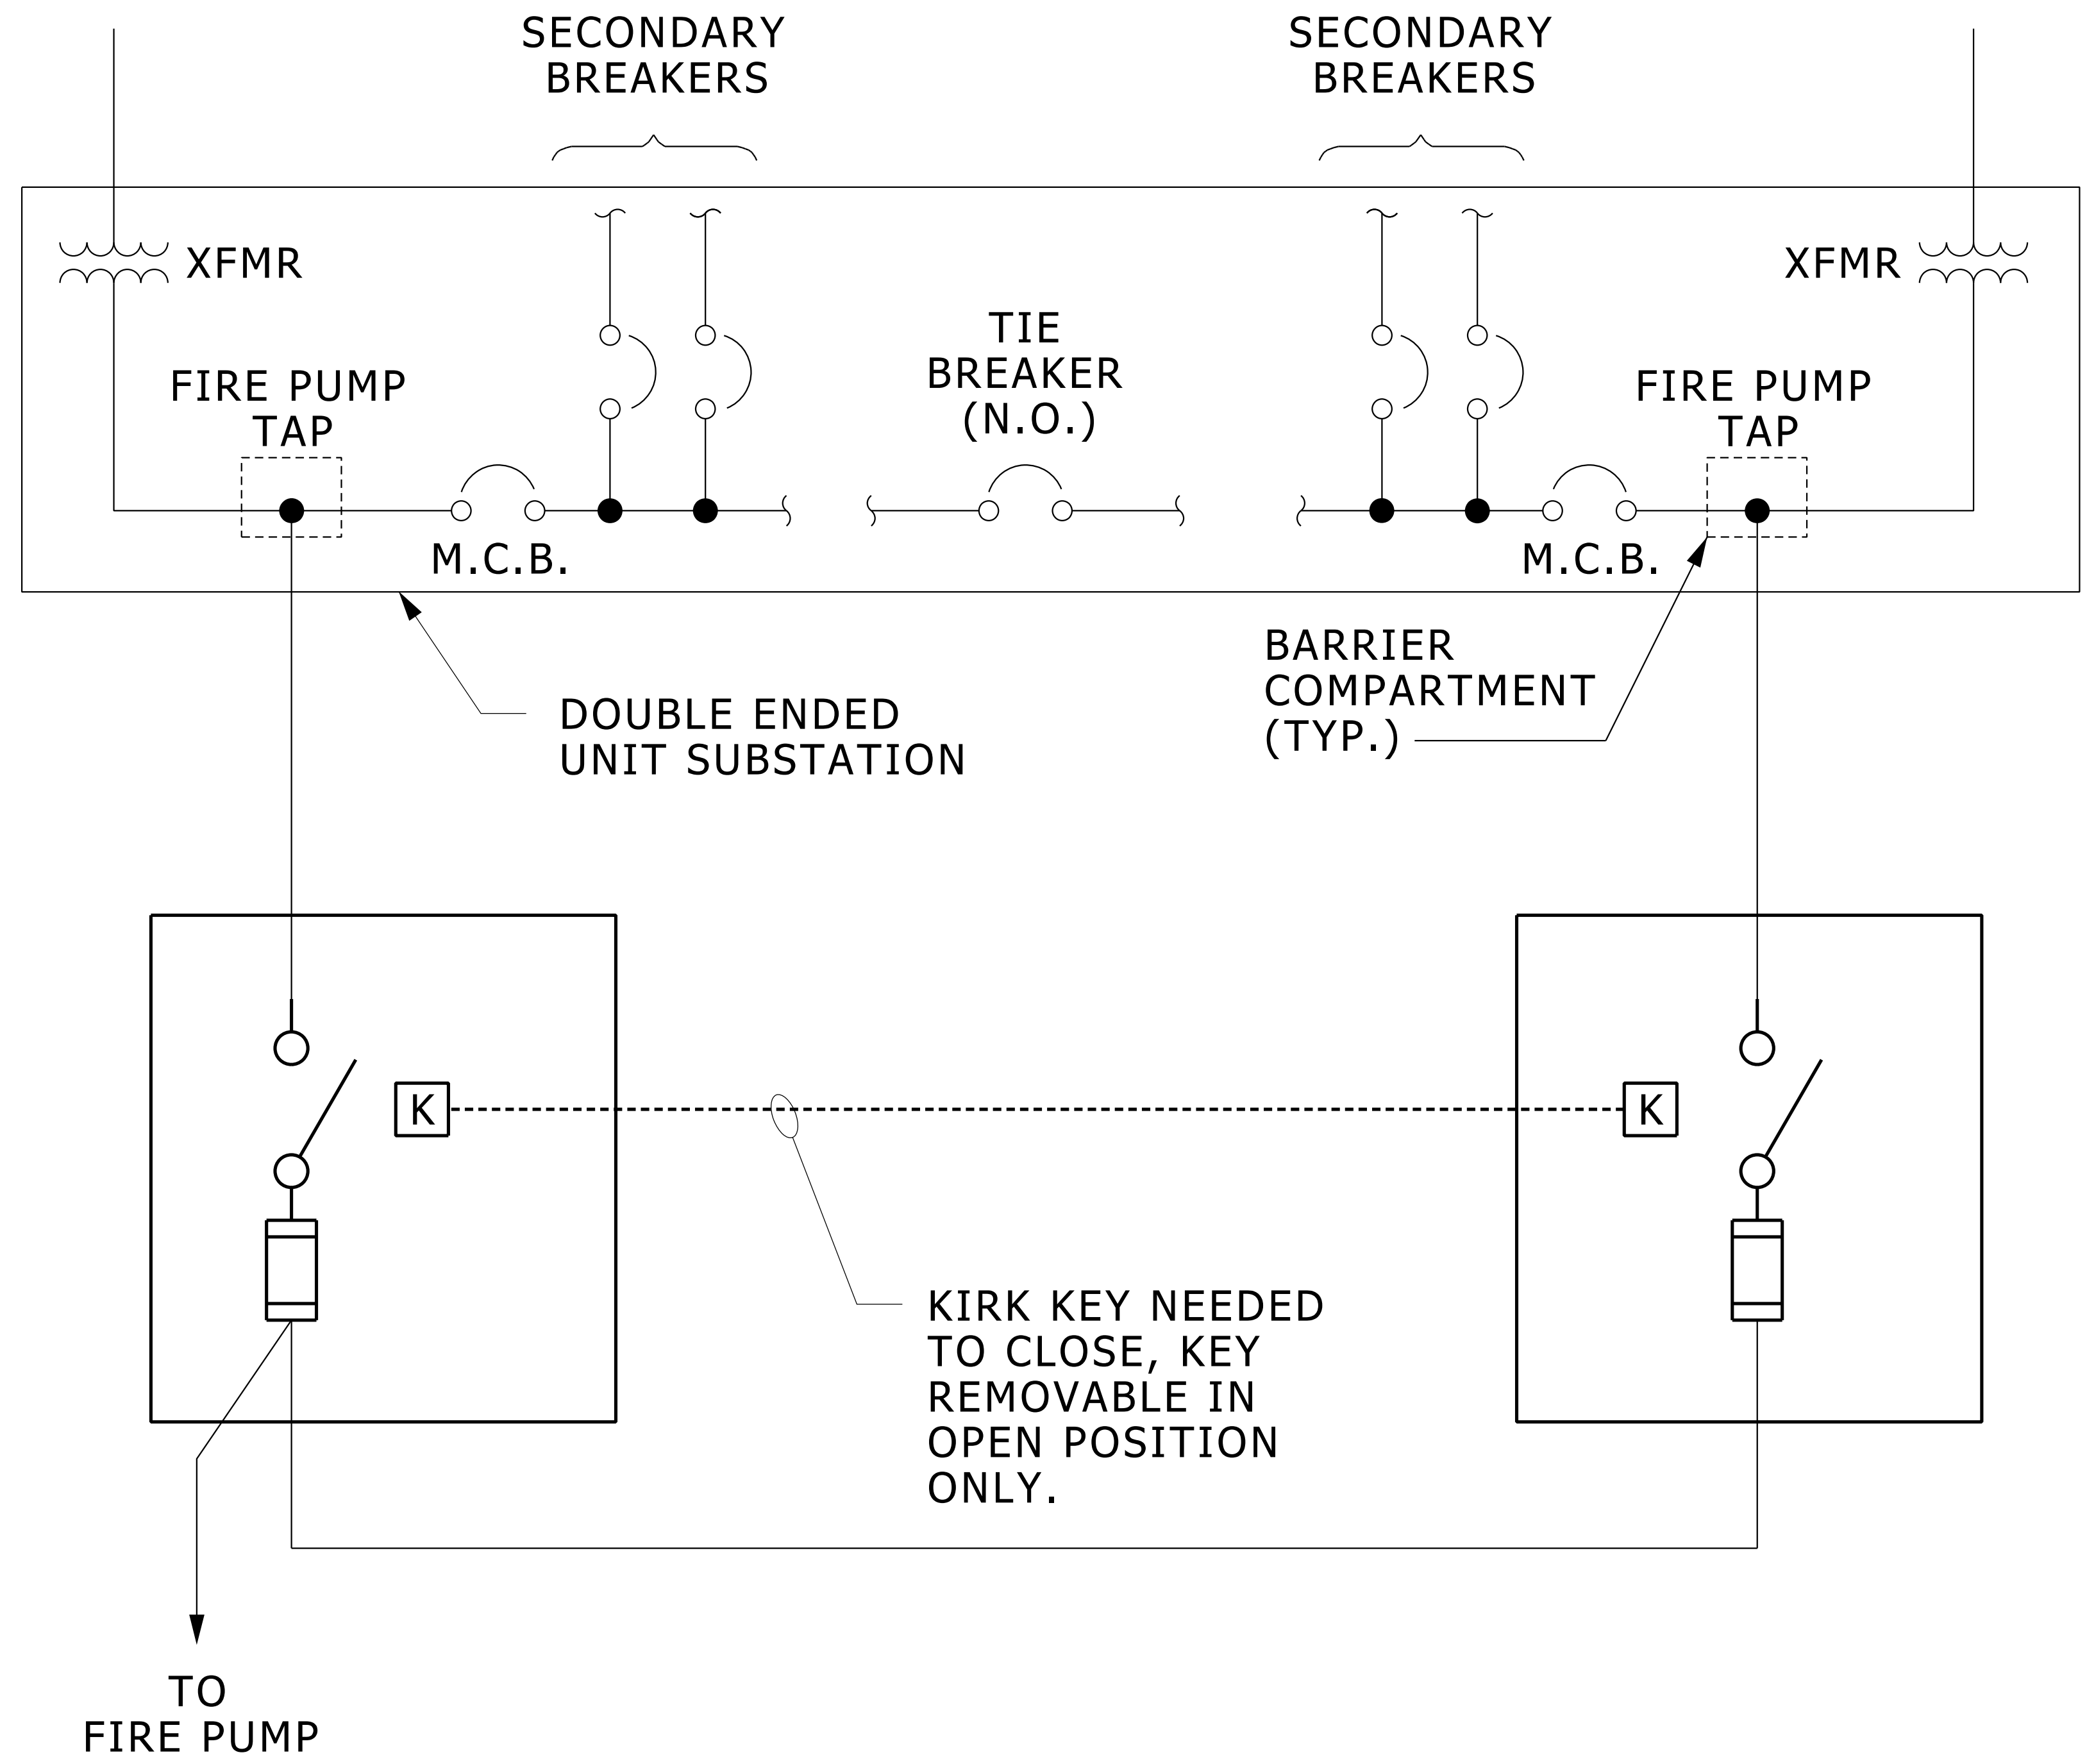 SECONDARY
BREAKERS
SECONDARY
BREAKERS
XFMR
XFMR
TIE
BREAKER
(N.O.)
FIRE PUMP
TAP
FIRE PUMP
TAP
M.C.B.
M.C.B.
DOUBLE ENDED
UNIT SUBSTATION
BARRIER
COMPARTMENT
(TYP.)
K
K
KIRK KEY NEEDED
TO CLOSE, KEY
REMOVABLE IN
OPEN POSITION
ONLY.
TO
FIRE PUMP